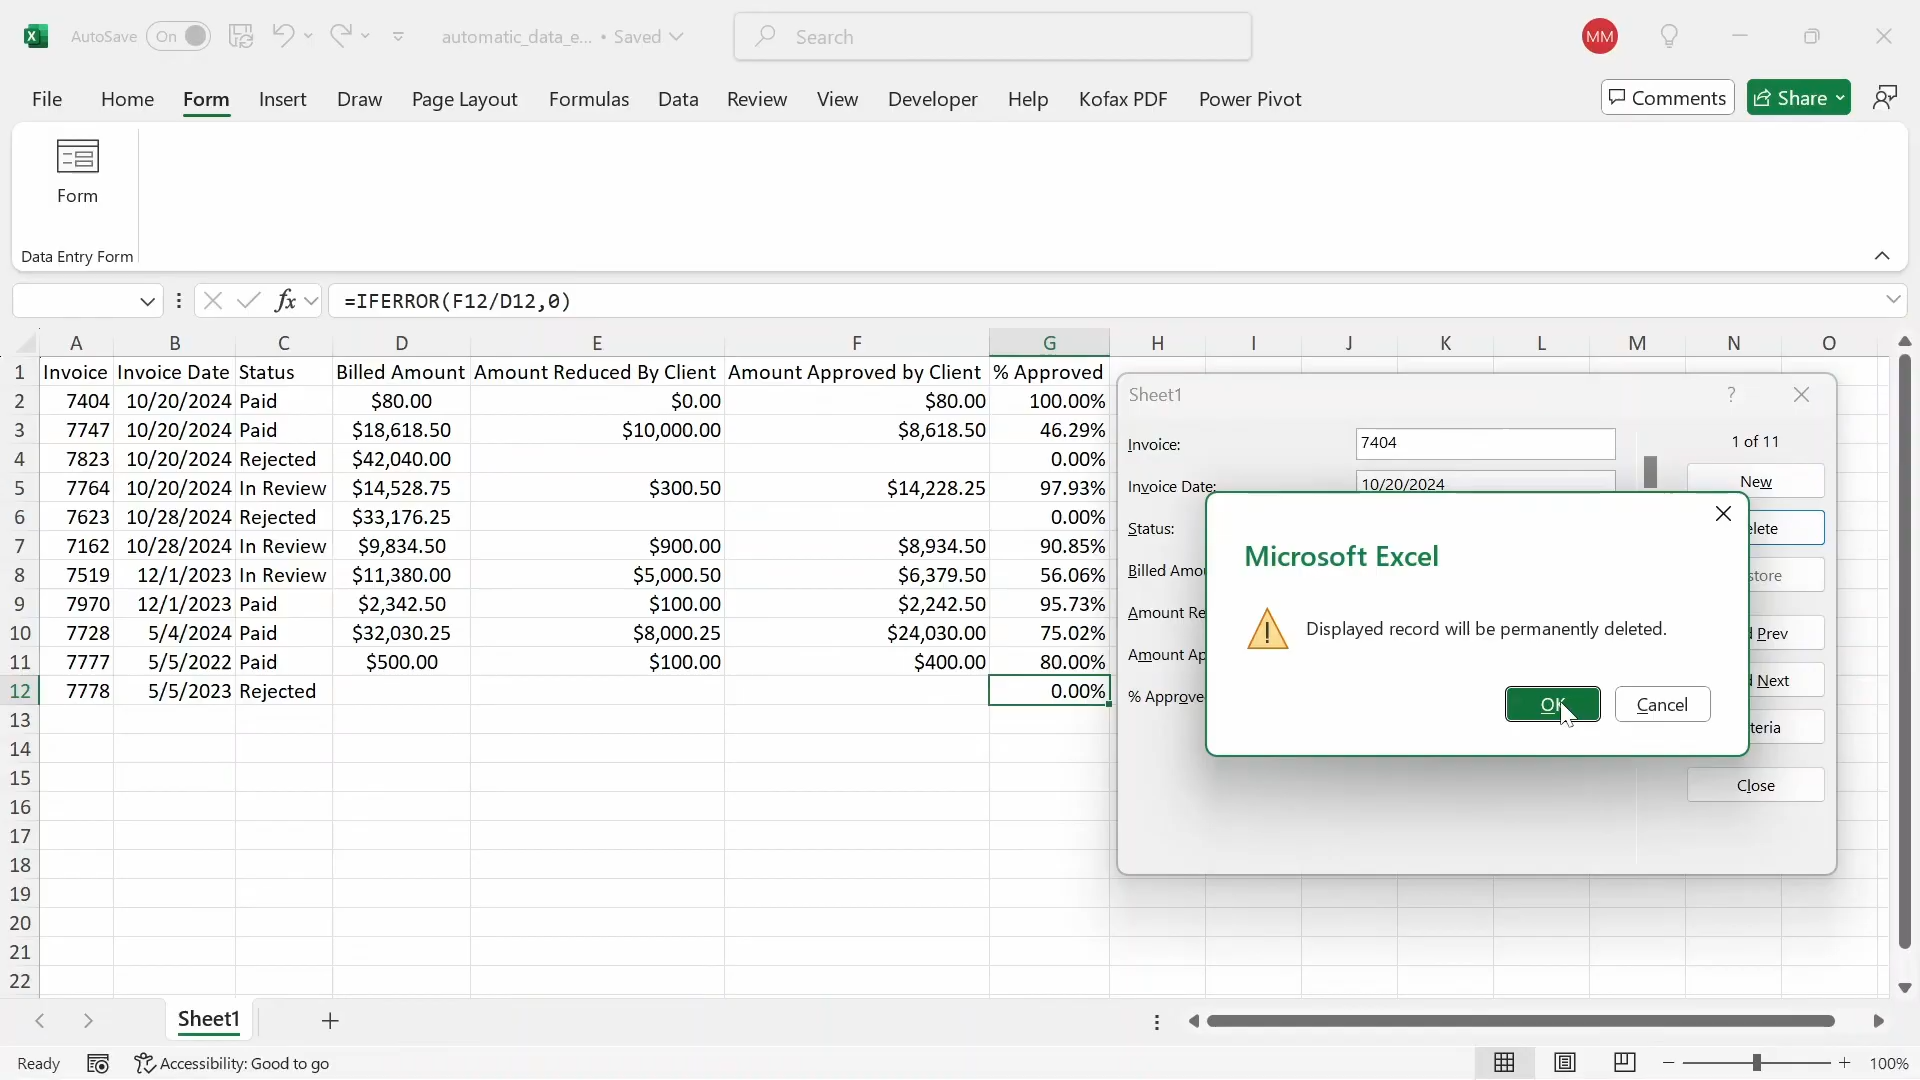 AutoSave On automatic_data_e... • Saved Search MM
File Home Form Insert Draw Page Layout Formulas Data Review View Developer Help Kofax PDF Power Pivot Comments Share
Form
Data Entry Form
fx =IFERROR(F12/D12,0)
A B C D E F G H I J K L M N O
1 Invoice Invoice Date Status Billed Amount Amount Reduced By Client Amount Approved by Client % Approved
2 7404 10/20/2024 Paid $80.00 $0.00 $80.00 100.00%
3 7747 10/20/2024 Paid $18,618.50 $10,000.00 $8,618.50 46.29%
4 7823 10/20/2024 Rejected $42,040.00 0.00%
5 7764 10/20/2024 In Review $14,528.75 $300.50 $14,228.25 97.93%
6 7623 10/28/2024 Rejected $33,176.25 0.00%
7 7162 10/28/2024 In Review $9,834.50 $900.00 $8,934.50 90.85%
8 7519 12/1/2023 In Review $11,380.00 $5,000.50 $6,379.50 56.06%
9 7970 12/1/2023 Paid $2,342.50 $100.00 $2,242.50 95.73%
10 7728 5/4/2024 Paid $32,030.25 $8,000.25 $24,030.00 75.02%
11 7777 5/5/2022 Paid $500.00 $100.00 $400.00 80.00%
12 7778 5/5/2023 Rejected 0.00%
13
14
15
16
17
18
19
20
21
22
Sheet1 ?
Invoice: 7404 1 of 11
New
Invoice Date: 10/20/2024
Status: elete
Billed Amou store
Amount Re d Prev
Amount Ap d Next
% Approve teria
Close
Microsoft Excel
Displayed record will be permanently deleted.
OK Cancel
Sheet1
Ready Accessibility: Good to go 100%